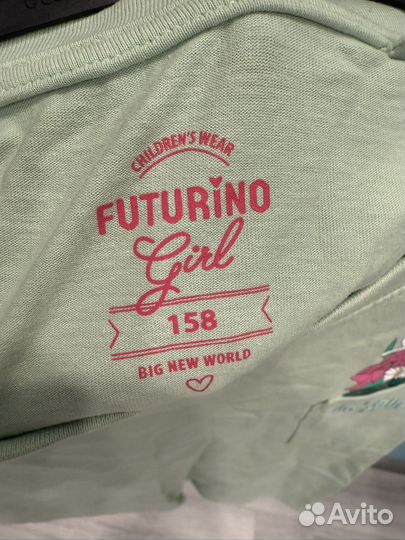 CHILDREN'S WEAR
FUTURiNO
Girl
158
BIG NEW WORLD
Avito